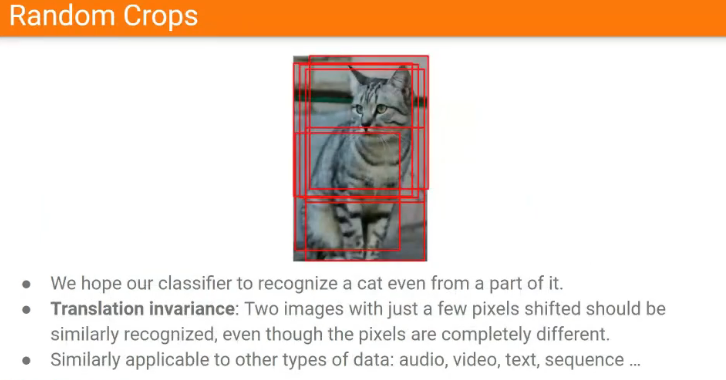 Random Crops
● We hope our classifier to recognize a cat even from a part of it.
● Translation invariance: Two images with just a few pixels shifted should be
similarly recognized, even though the pixels are completely different.
● Similarly applicable to other types of data: audio, video, text, sequence ...